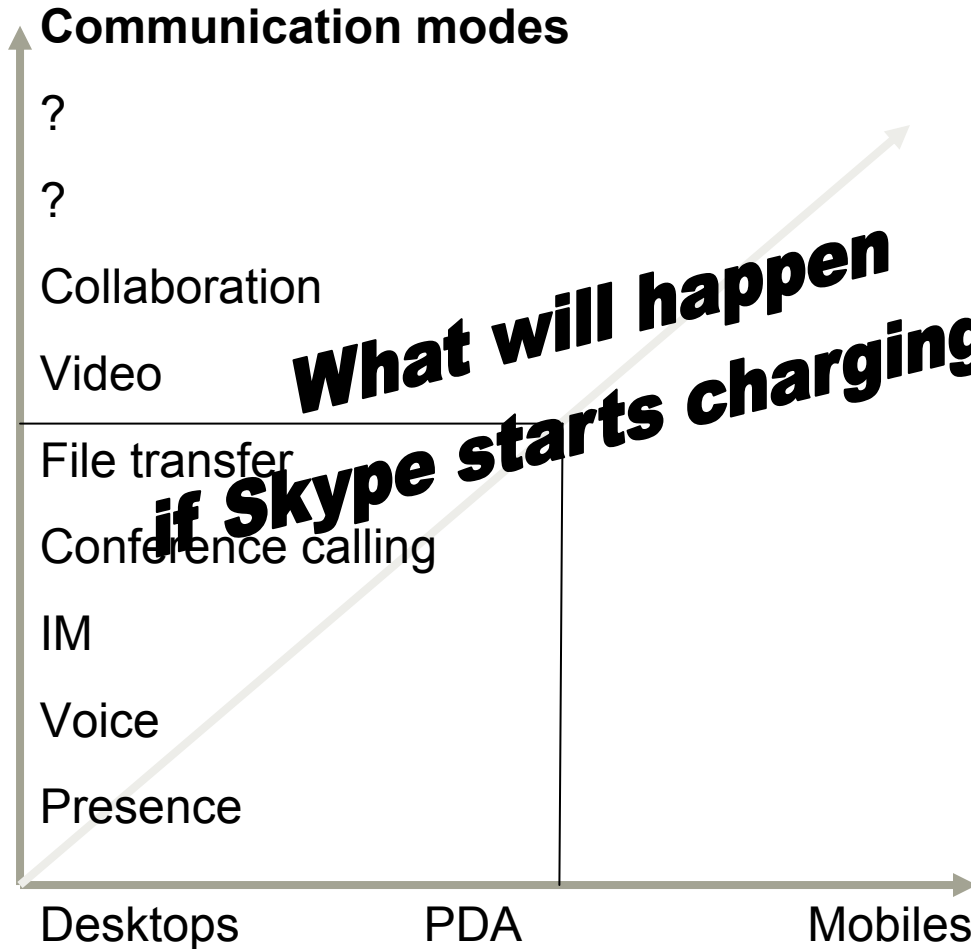 Communication modes
?
?
Collaboration
Video
What will happen
if Skype starts charging
File transfer
Conference calling
IM
Voice
Presence
Desktops PDA Mobiles